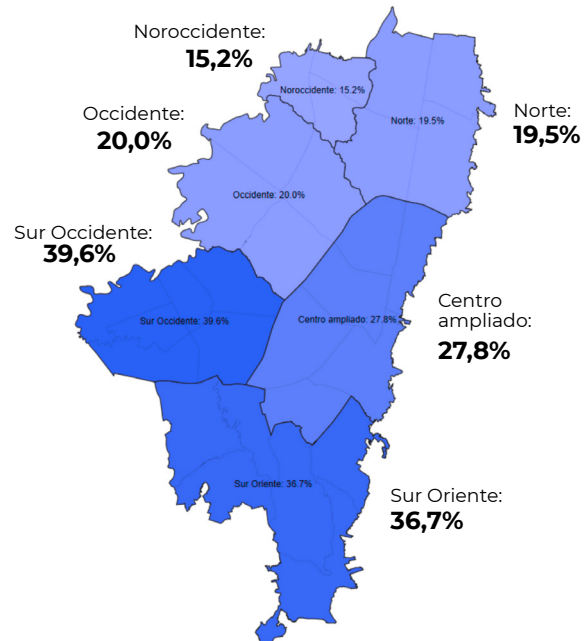 Noroccidente:
15,2%
Noroccidente: 15.2%
Occidente:
20,0%
Norte:
19,5%
Norte: 19.5%
Occidente: 20.0%
Sur Occidente:
39,6%
Centro
ampliado:
27,8%
Sur Occidente: 39.6%
Centro ampliado: 27.8%
Sur Oriente: 36.7%
Sur Oriente:
36,7%